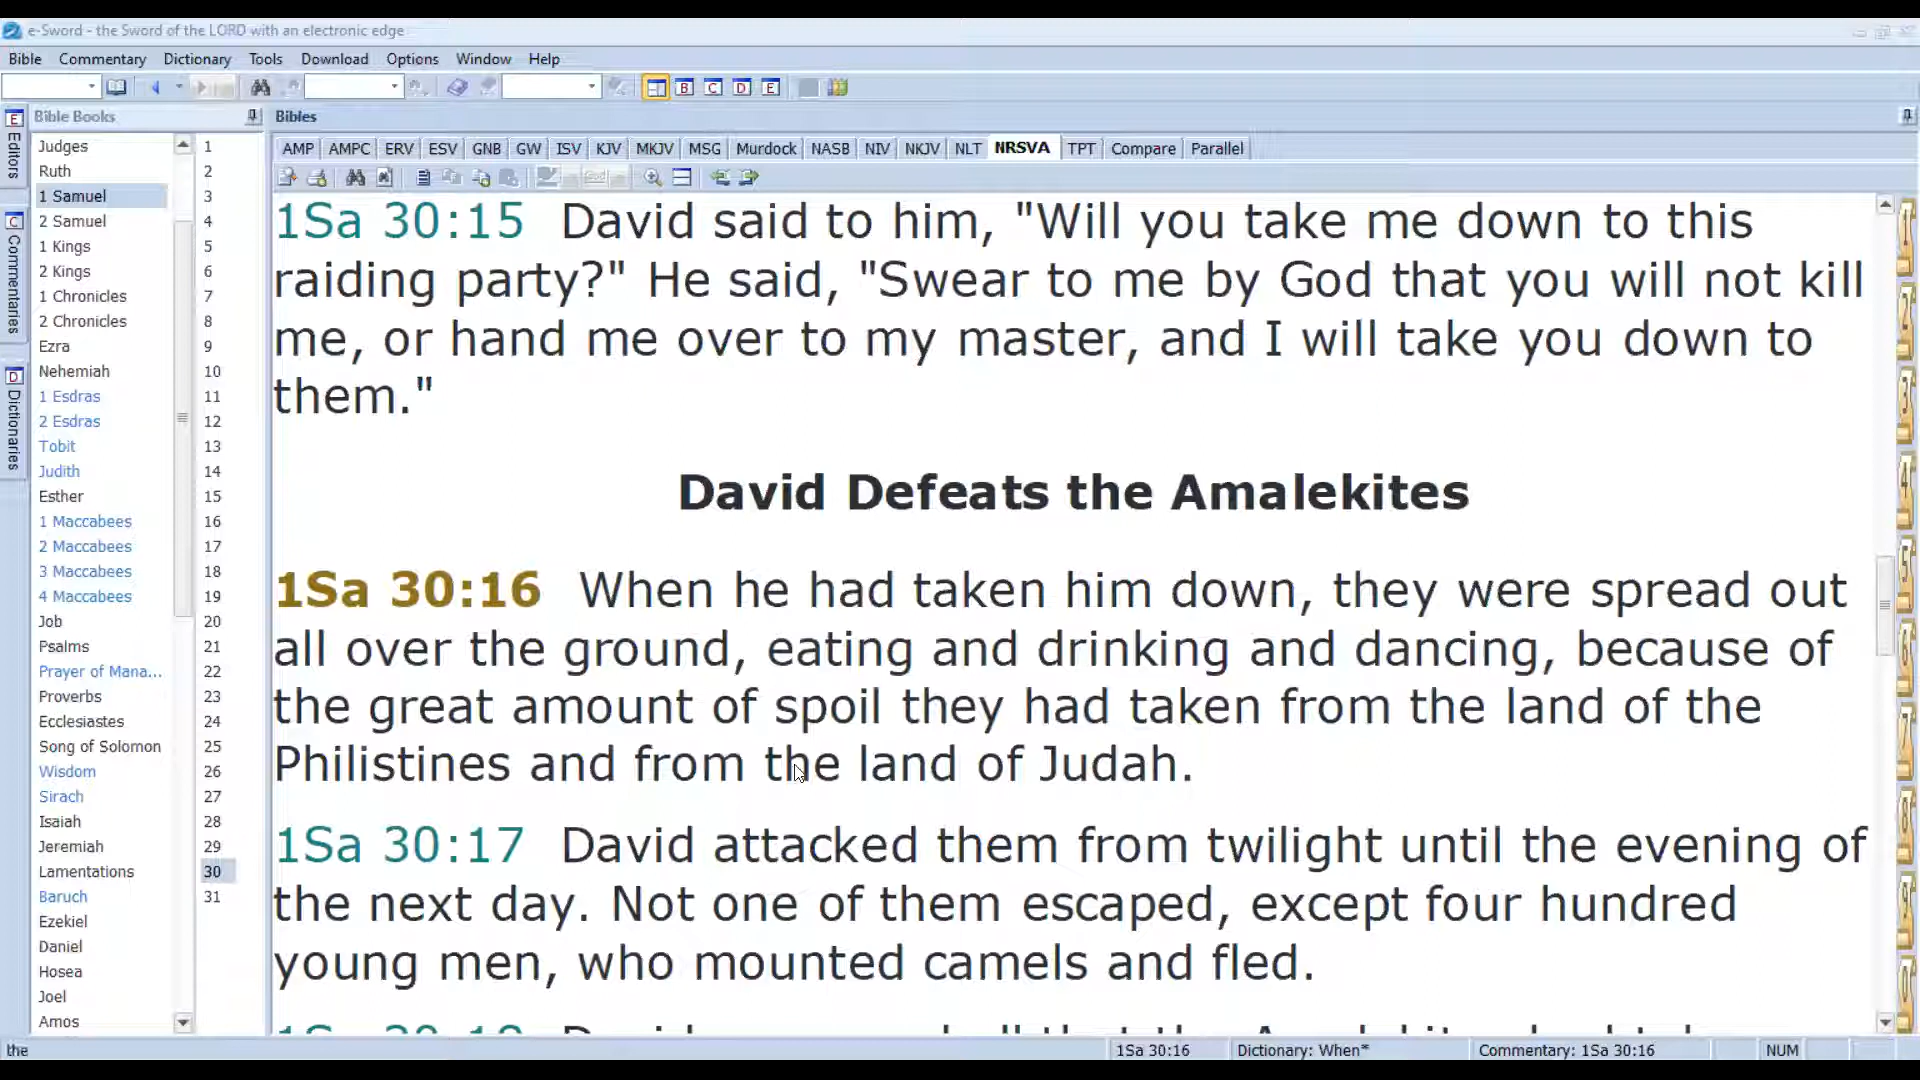 e-Sword - the Sword of the LORD with an electronic edge
Bible Commentary Dictionary Tools Download Options Window Help
B C D E
Bible Books
Bibles
E Editors
C Commentaries
D Dictionaries
AMP AMPC ERV ESV GNB GW ISV KJV MKJV MSG Murdock NASB NIV NKJV NLT NRSVA TPT Compare Parallel
Judges 1
Ruth 2
1 Samuel 3
2 Samuel 4
1 Kings 5
2 Kings 6
1 Chronicles 7
2 Chronicles 8
Ezra 9
Nehemiah 10
1 Esdras 11
2 Esdras 12
Tobit 13
Judith 14
Esther 15
1 Maccabees 16
2 Maccabees 17
3 Maccabees 18
4 Maccabees 19
Job 20
Psalms 21
Prayer of Mana... 22
Proverbs 23
Ecclesiastes 24
Song of Solomon 25
Wisdom 26
Sirach 27
Isaiah 28
Jeremiah 29
Lamentations 30
Baruch 31
Ezekiel
Daniel
Hosea
Joel
Amos
1Sa 30:15 David said to him, "Will you take me down to this
raiding party?" He said, "Swear to me by God that you will not kill
me, or hand me over to my master, and I will take you down to
them."
David Defeats the Amalekites
1Sa 30:16 When he had taken him down, they were spread out
all over the ground, eating and drinking and dancing, because of
the great amount of spoil they had taken from the land of the
Philistines and from the land of Judah.
1Sa 30:17 David attacked them from twilight until the evening of
the next day. Not one of them escaped, except four hundred
young men, who mounted camels and fled.
the
1Sa 30:16 Dictionary: When* Commentary: 1Sa 30:16 NUM